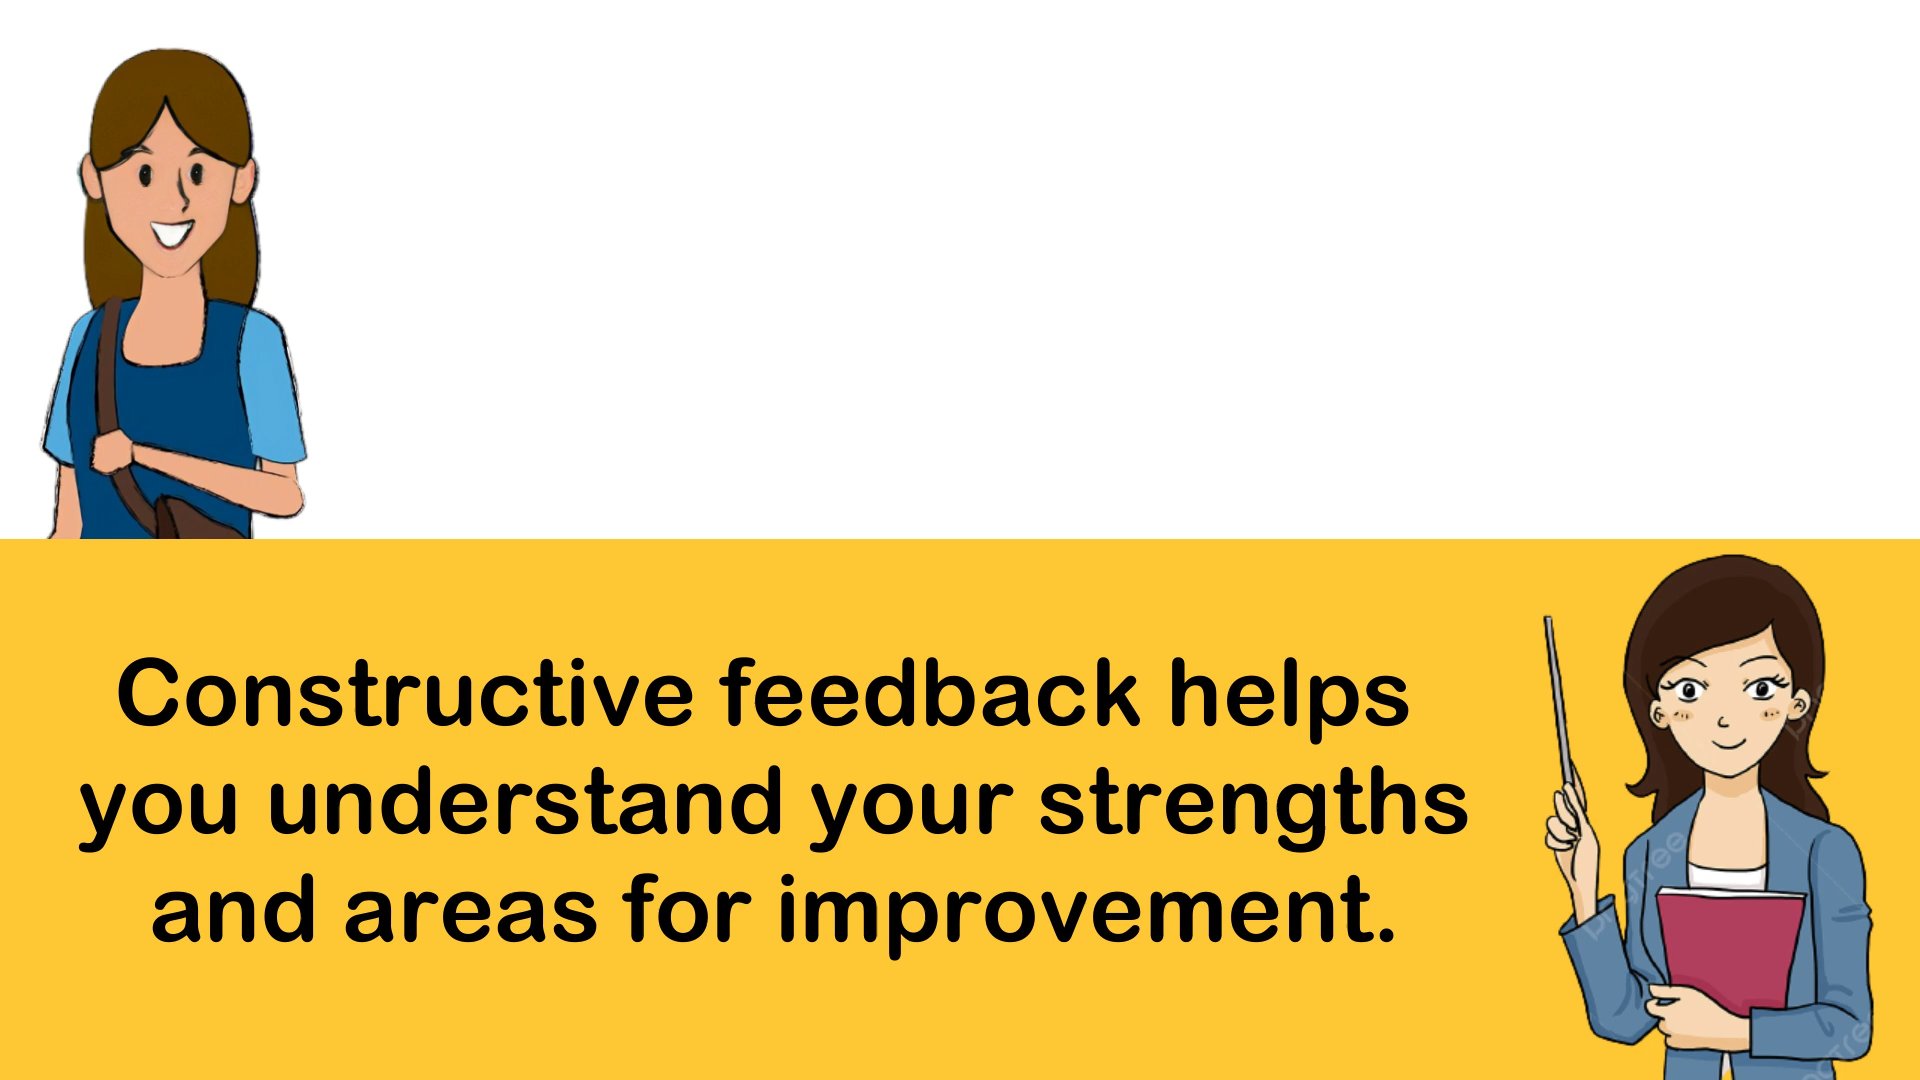 Constructive feedback helps
you understand your strengths
and areas for improvement.